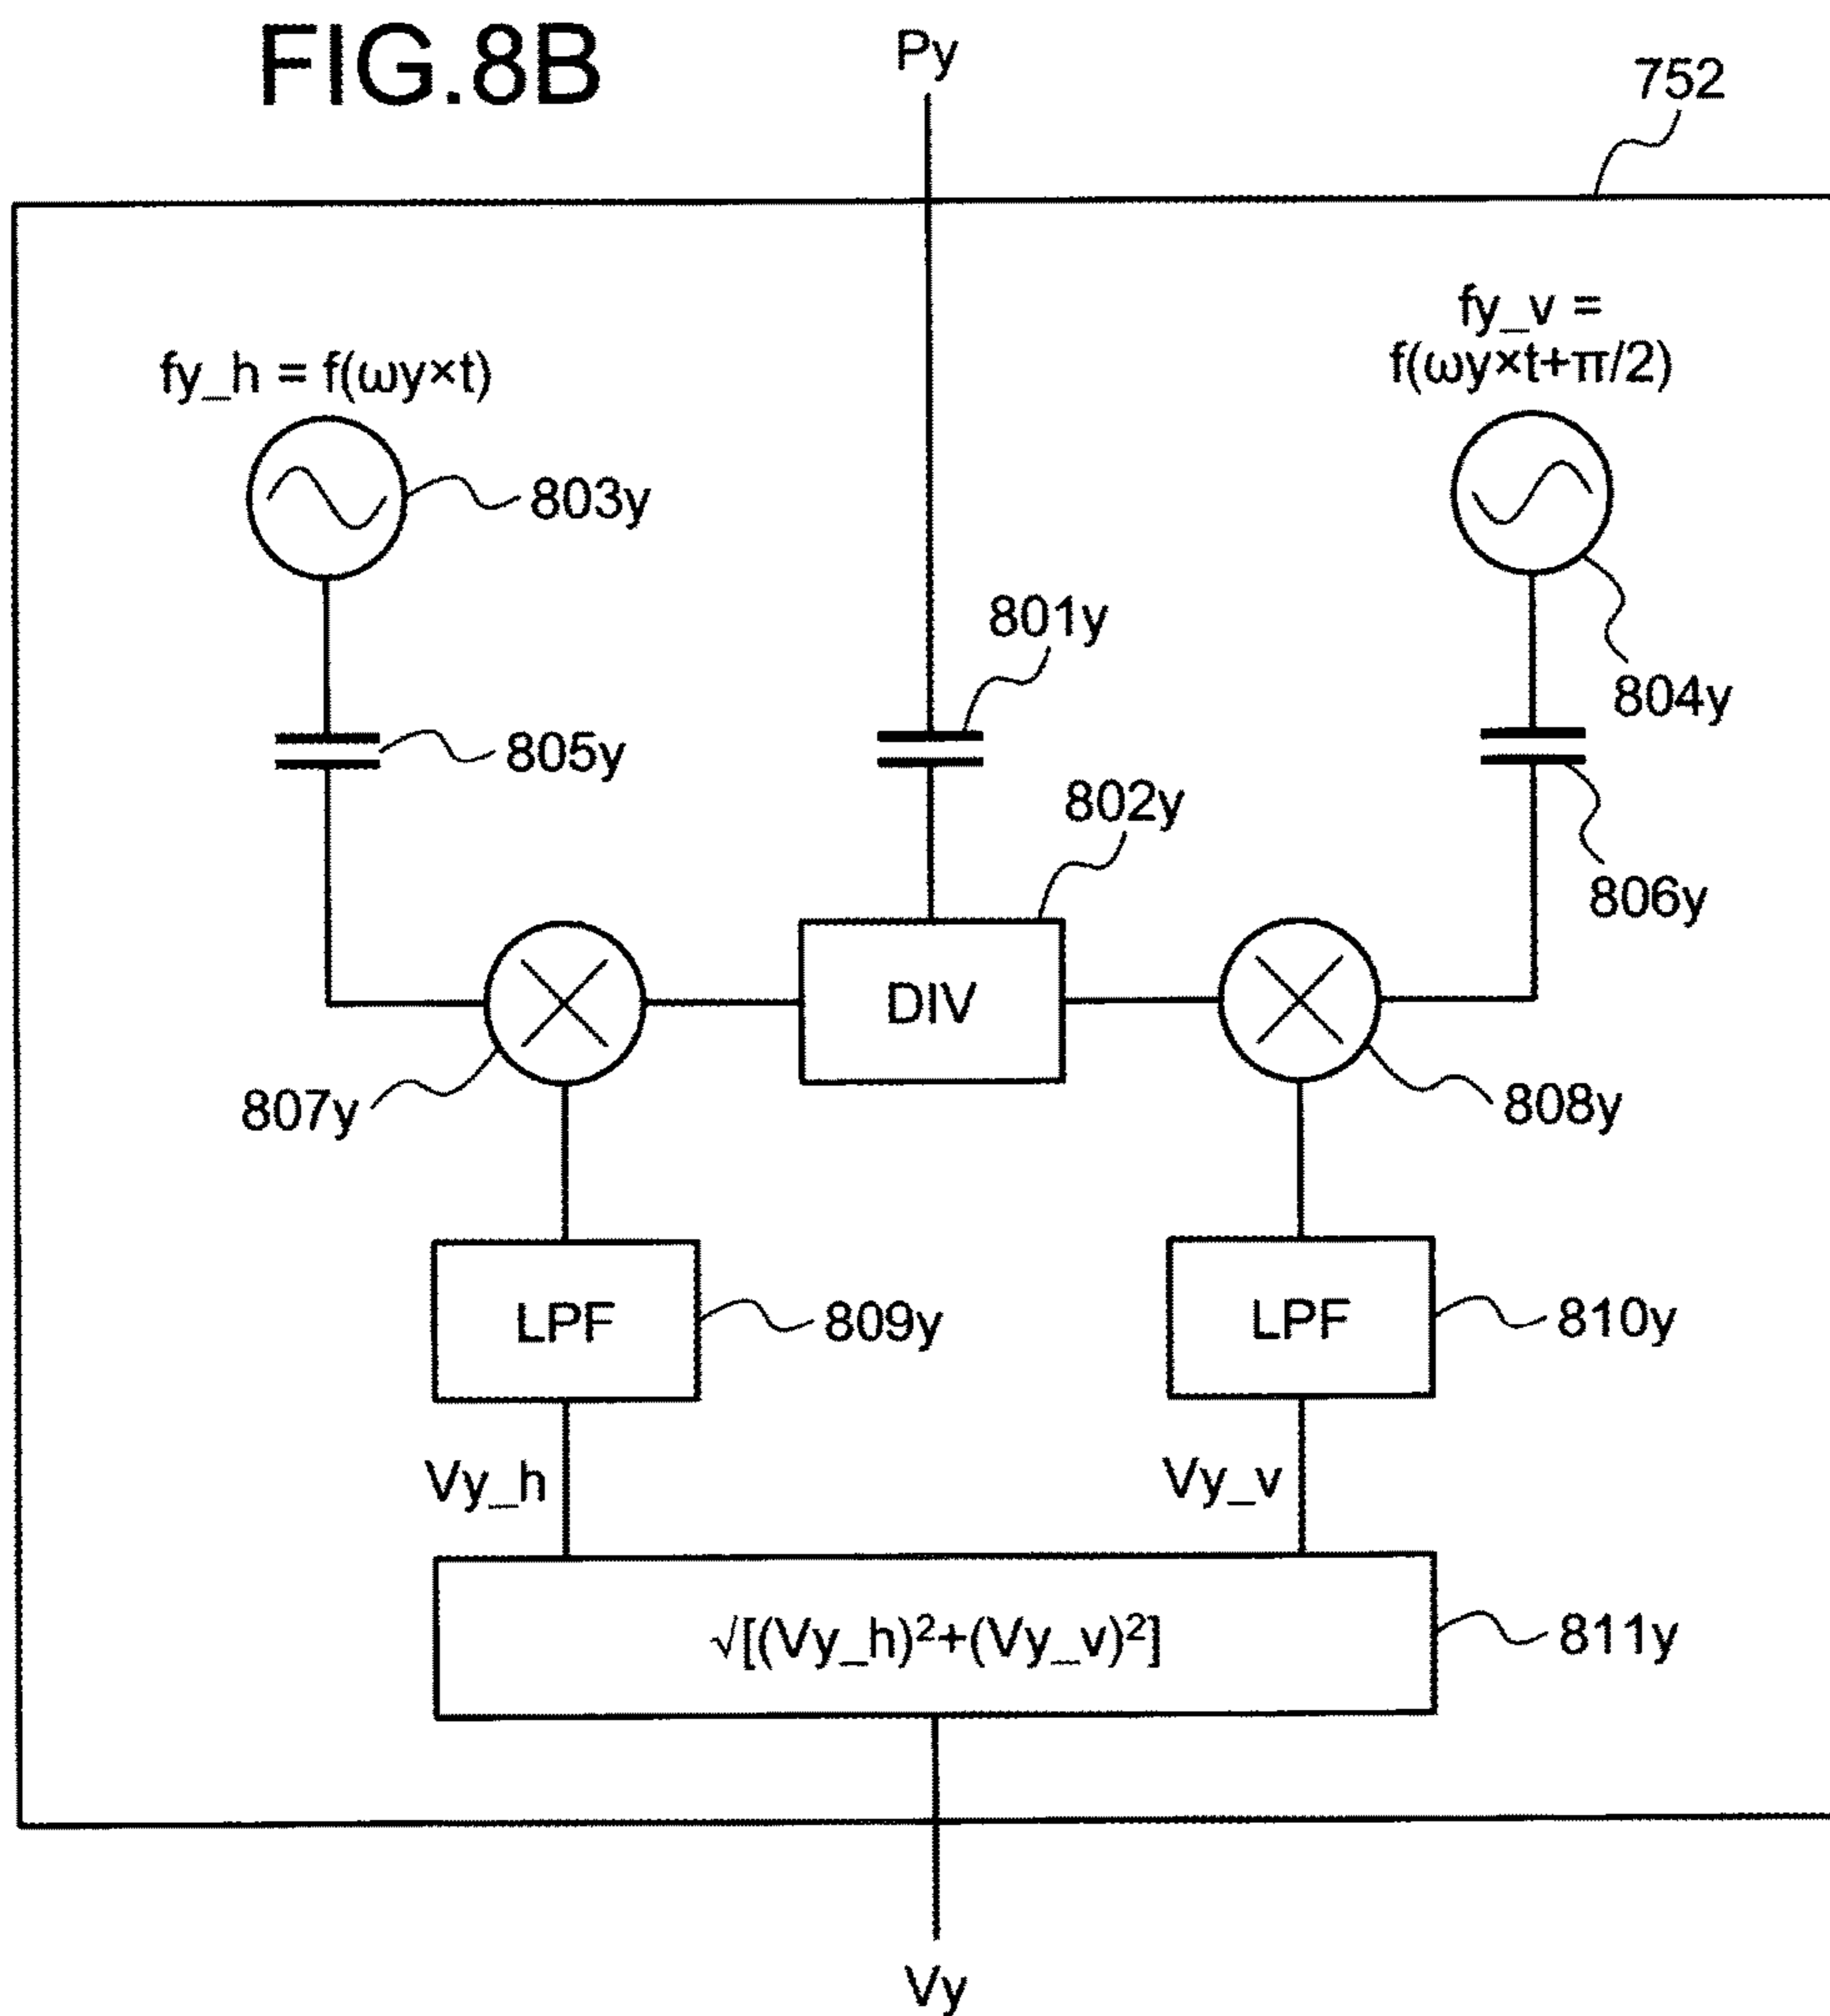 FIG.8B
Py
752
fy_h = f(ωy×t)
fy_v =
f(ωy×t+π/2)
803y
804y
801y
805y
802y
806y
DIV
807y
808y
LPF
809y
LPF
810y
Vy_h
Vy_v
√[(Vy_h)²+(Vy_v)²]
811y
Vy